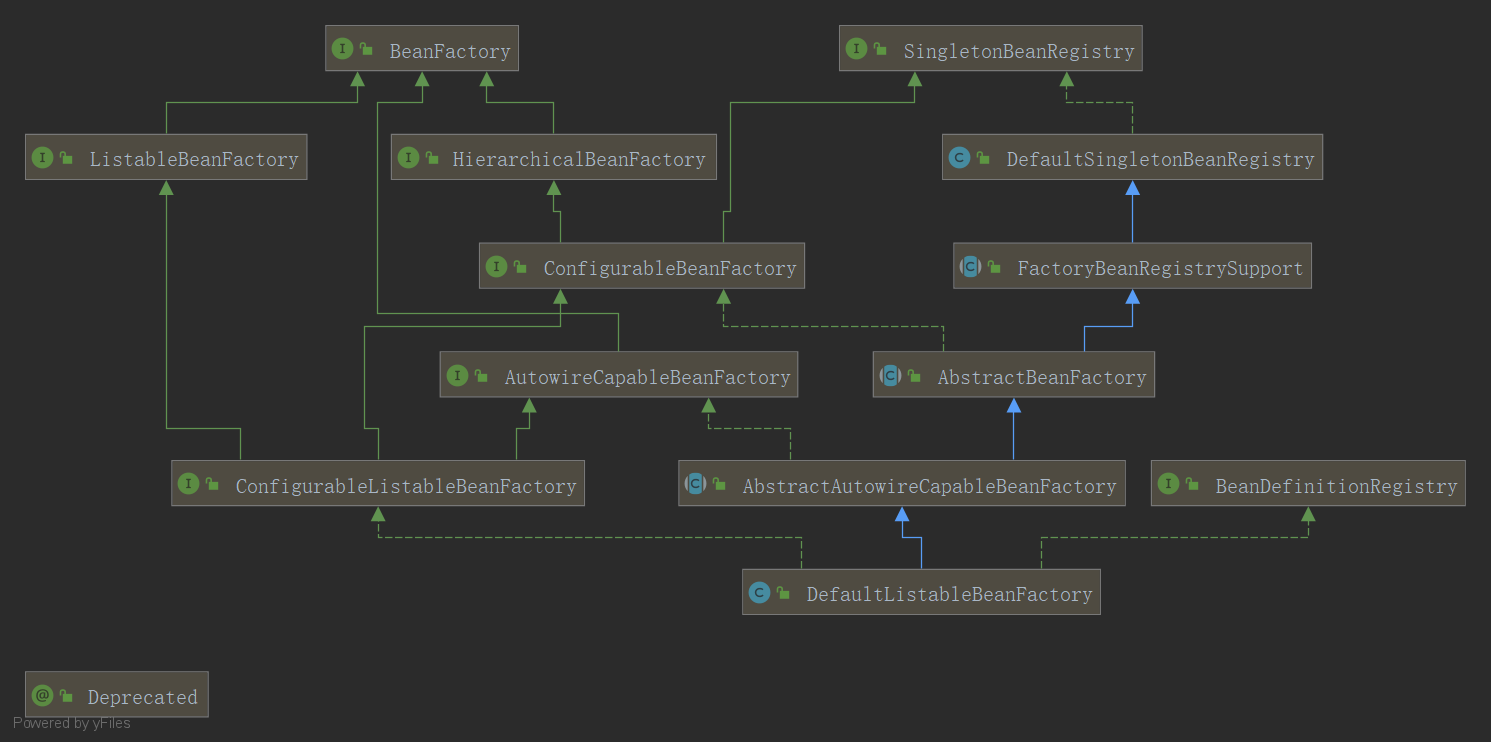 BeanFactory
SingletonBeanRegistry
ListableBeanFactory
HierarchicalBeanFactory
DefaultSingletonBeanRegistry
ConfigurableBeanFactory
FactoryBeanRegistrySupport
AutowireCapableBeanFactory
AbstractBeanFactory
ConfigurableListableBeanFactory
AbstractAutowireCapableBeanFactory
BeanDefinitionRegistry
DefaultListableBeanFactory
Deprecated
Powered by yFiles